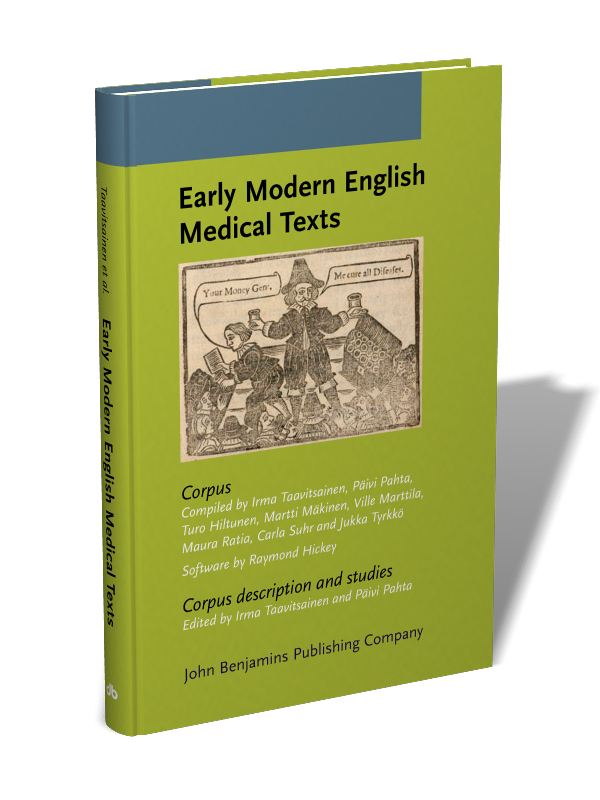 Early Modern English
Medical Texts
Your Money Gent.
Me cure all Diseases.
Corpus
Compiled by Irma Taavitsainen, Päivi Pahta,
Turo Hiltunen, Martti Mäkinen, Ville Marttila,
Maura Ratia, Carla Suhr and Jukka Tyrkkö
Software by Raymond Hickey
Corpus description and studies
Edited by Irma Taavitsainen and Päivi Pahta
John Benjamins Publishing Company
Taavitsainen et al.
Early Modern English Medical Texts